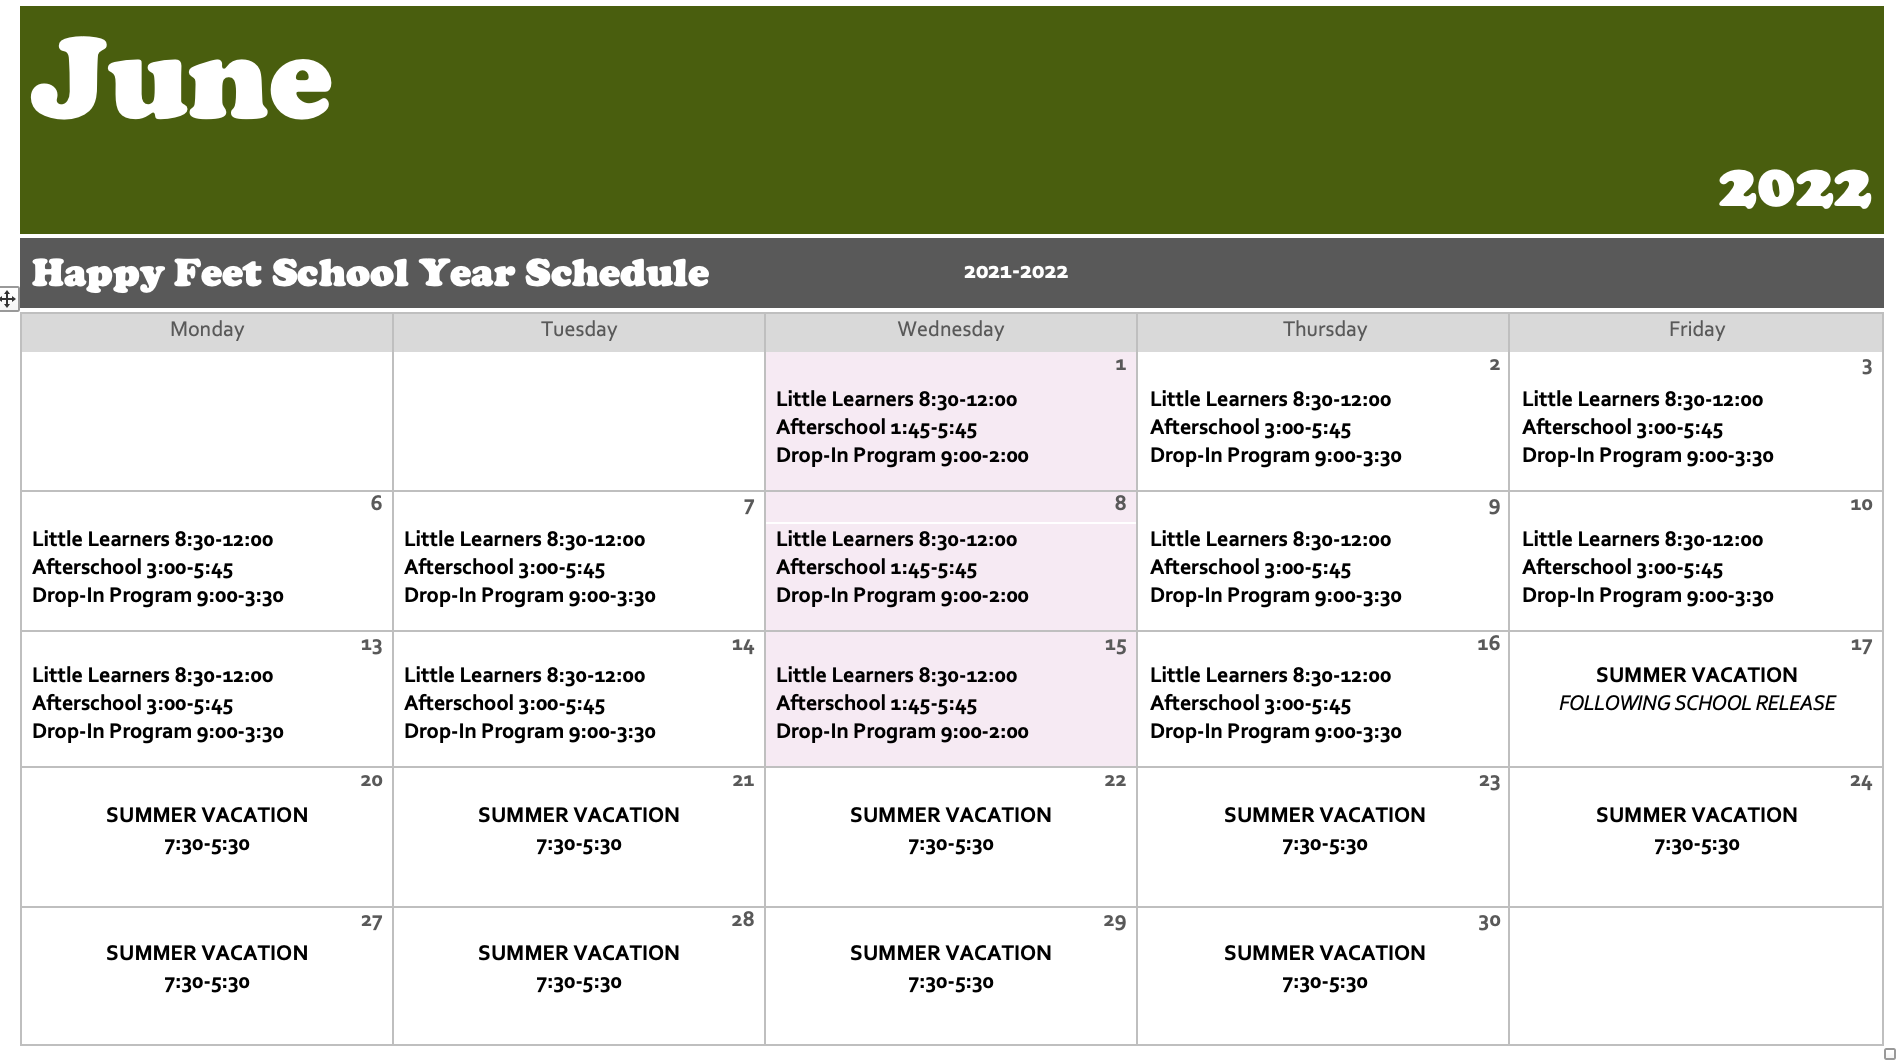 June
2022
Happy Feet School Year Schedule 2021-2022
Monday Tuesday Wednesday Thursday Friday
1
Little Learners 8:30-12:00
Afterschool 1:45-5:45
Drop-In Program 9:00-2:00
2
Little Learners 8:30-12:00
Afterschool 3:00-5:45
Drop-In Program 9:00-3:30
3
Little Learners 8:30-12:00
Afterschool 3:00-5:45
Drop-In Program 9:00-3:30
6
Little Learners 8:30-12:00
Afterschool 3:00-5:45
Drop-In Program 9:00-3:30
7
Little Learners 8:30-12:00
Afterschool 3:00-5:45
Drop-In Program 9:00-3:30
8
Little Learners 8:30-12:00
Afterschool 1:45-5:45
Drop-In Program 9:00-2:00
9
Little Learners 8:30-12:00
Afterschool 3:00-5:45
Drop-In Program 9:00-3:30
10
Little Learners 8:30-12:00
Afterschool 3:00-5:45
Drop-In Program 9:00-3:30
13
Little Learners 8:30-12:00
Afterschool 3:00-5:45
Drop-In Program 9:00-3:30
14
Little Learners 8:30-12:00
Afterschool 3:00-5:45
Drop-In Program 9:00-3:30
15
Little Learners 8:30-12:00
Afterschool 1:45-5:45
Drop-In Program 9:00-2:00
16
Little Learners 8:30-12:00
Afterschool 3:00-5:45
Drop-In Program 9:00-3:30
17
SUMMER VACATION
FOLLOWING SCHOOL RELEASE
20
SUMMER VACATION
7:30-5:30
21
SUMMER VACATION
7:30-5:30
22
SUMMER VACATION
7:30-5:30
23
SUMMER VACATION
7:30-5:30
24
SUMMER VACATION
7:30-5:30
27
SUMMER VACATION
7:30-5:30
28
SUMMER VACATION
7:30-5:30
29
SUMMER VACATION
7:30-5:30
30
SUMMER VACATION
7:30-5:30